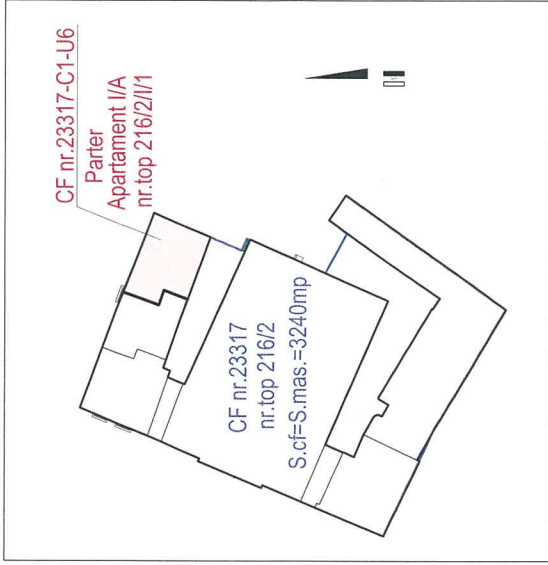 CF nr.23317-C1-U6
Parter
Apartament I/A
nr.top 216/2/I/1
CF nr.23317
nr.top 216/2
S.cf=S.mas.=3240mp